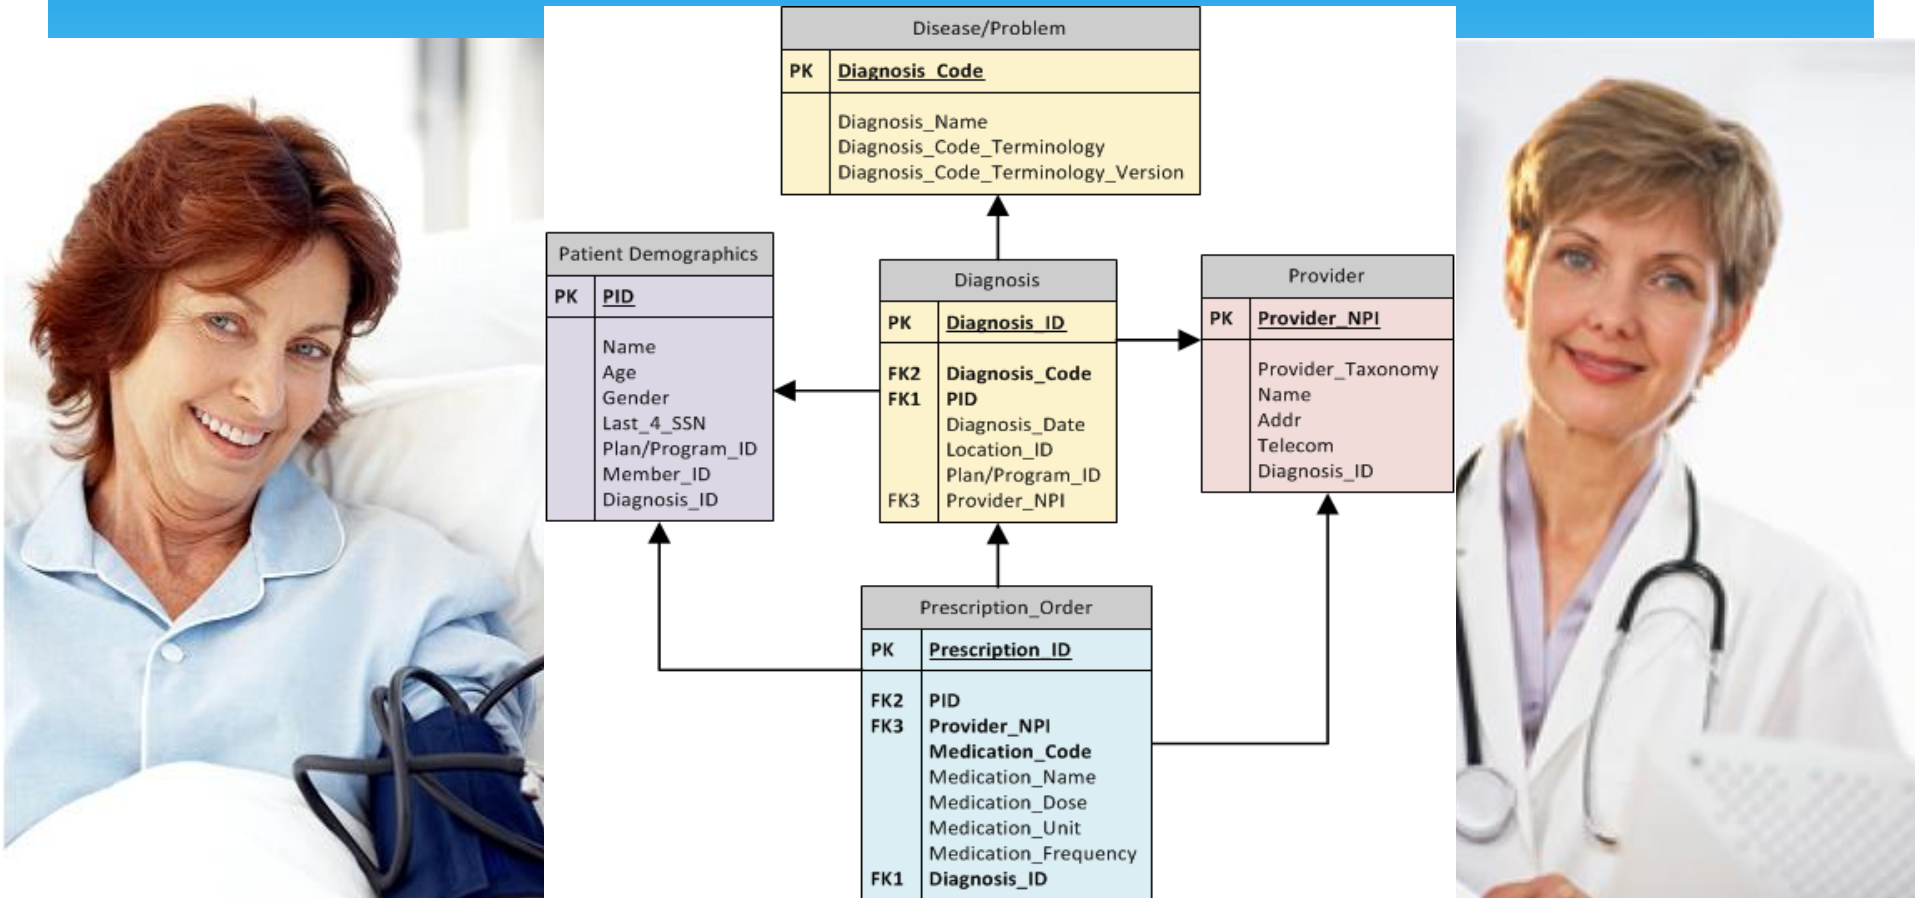 Disease/Problem
PK Diagnosis_Code
Diagnosis_Name
Diagnosis_Code_Terminology
Diagnosis_Code_Terminology_Version
Patient Demographics
PK PID
Name
Age
Gender
Last_4_SSN
Plan/Program_ID
Member_ID
Diagnosis_ID
Diagnosis
PK Diagnosis_ID
FK2 Diagnosis_Code
FK1 PID
Diagnosis_Date
Location_ID
Plan/Program_ID
FK3 Provider_NPI
Provider
PK Provider_NPI
Provider_Taxonomy
Name
Addr
Telecom
Diagnosis_ID
Prescription_Order
PK Prescription_ID
FK2 PID
FK3 Provider_NPI
Medication_Code
Medication_Name
Medication_Dose
Medication_Unit
Medication_Frequency
FK1 Diagnosis_ID